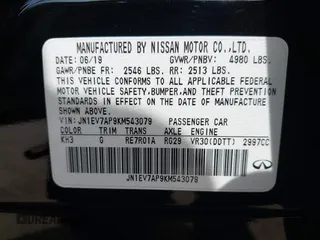 MANUFACTURED BY NISSAN MOTOR CO.,LTD.
DATE: 06/19 GVWR/PNBV: 4980 LBS.
GAWR/PNBE FR: 2546 LBS. RR: 2513 LBS.
THIS VEHICLE CONFORMS TO ALL APPLICABLE FEDERAL
MOTOR VEHICLE SAFETY,BUMPER,AND THEFT
PREVENTION STANDARDS IN EFFECT ON THE DATE OF MANUFACTURE
SHOWN ABOVE.
VIN: JN1EV7AP9KM543079 PASSENGER CAR
COLOR TRIM TRANS AXLE ENGINE
KH3 G RE7R01A RG29 VR30(DDTT) 2997CC
JN1EV7AP9KM543079
INFINITI